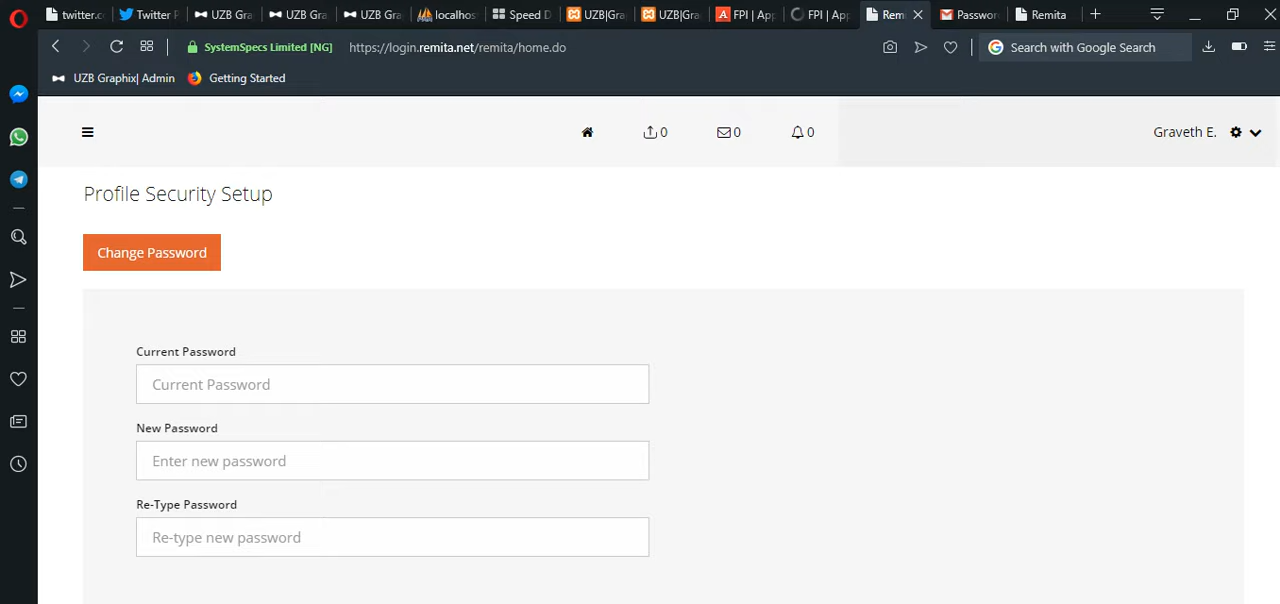 twitter.c Twitter UZB Gra UZB Gra UZB Gra localhos Speed D UZB|Gra UZB|Gra FPI | App FPI | App Remi Passwor Remita
SystemSpecs Limited [NG] https://login.remita.net/remita/home.do Search with Google Search
UZB Graphix| Admin Getting Started
0 0 0 Graveth E.
Profile Security Setup
Change Password
Current Password
Current Password
New Password
Enter new password
Re-Type Password
Re-type new password